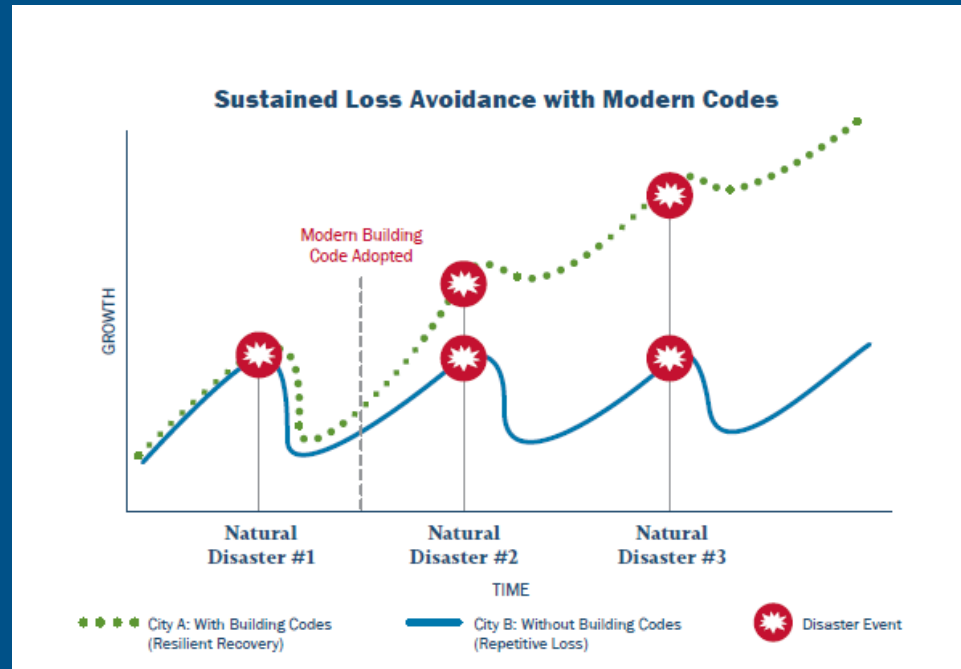 Sustained Loss Avoidance with Modern Codes
Modern Building
Code Adopted
GROWTH
Natural
Disaster #1
Natural
Disaster #2
Natural
Disaster #3
TIME
City A: With Building Codes
(Resilient Recovery)
City B: Without Building Codes
(Repetitive Loss)
Disaster Event